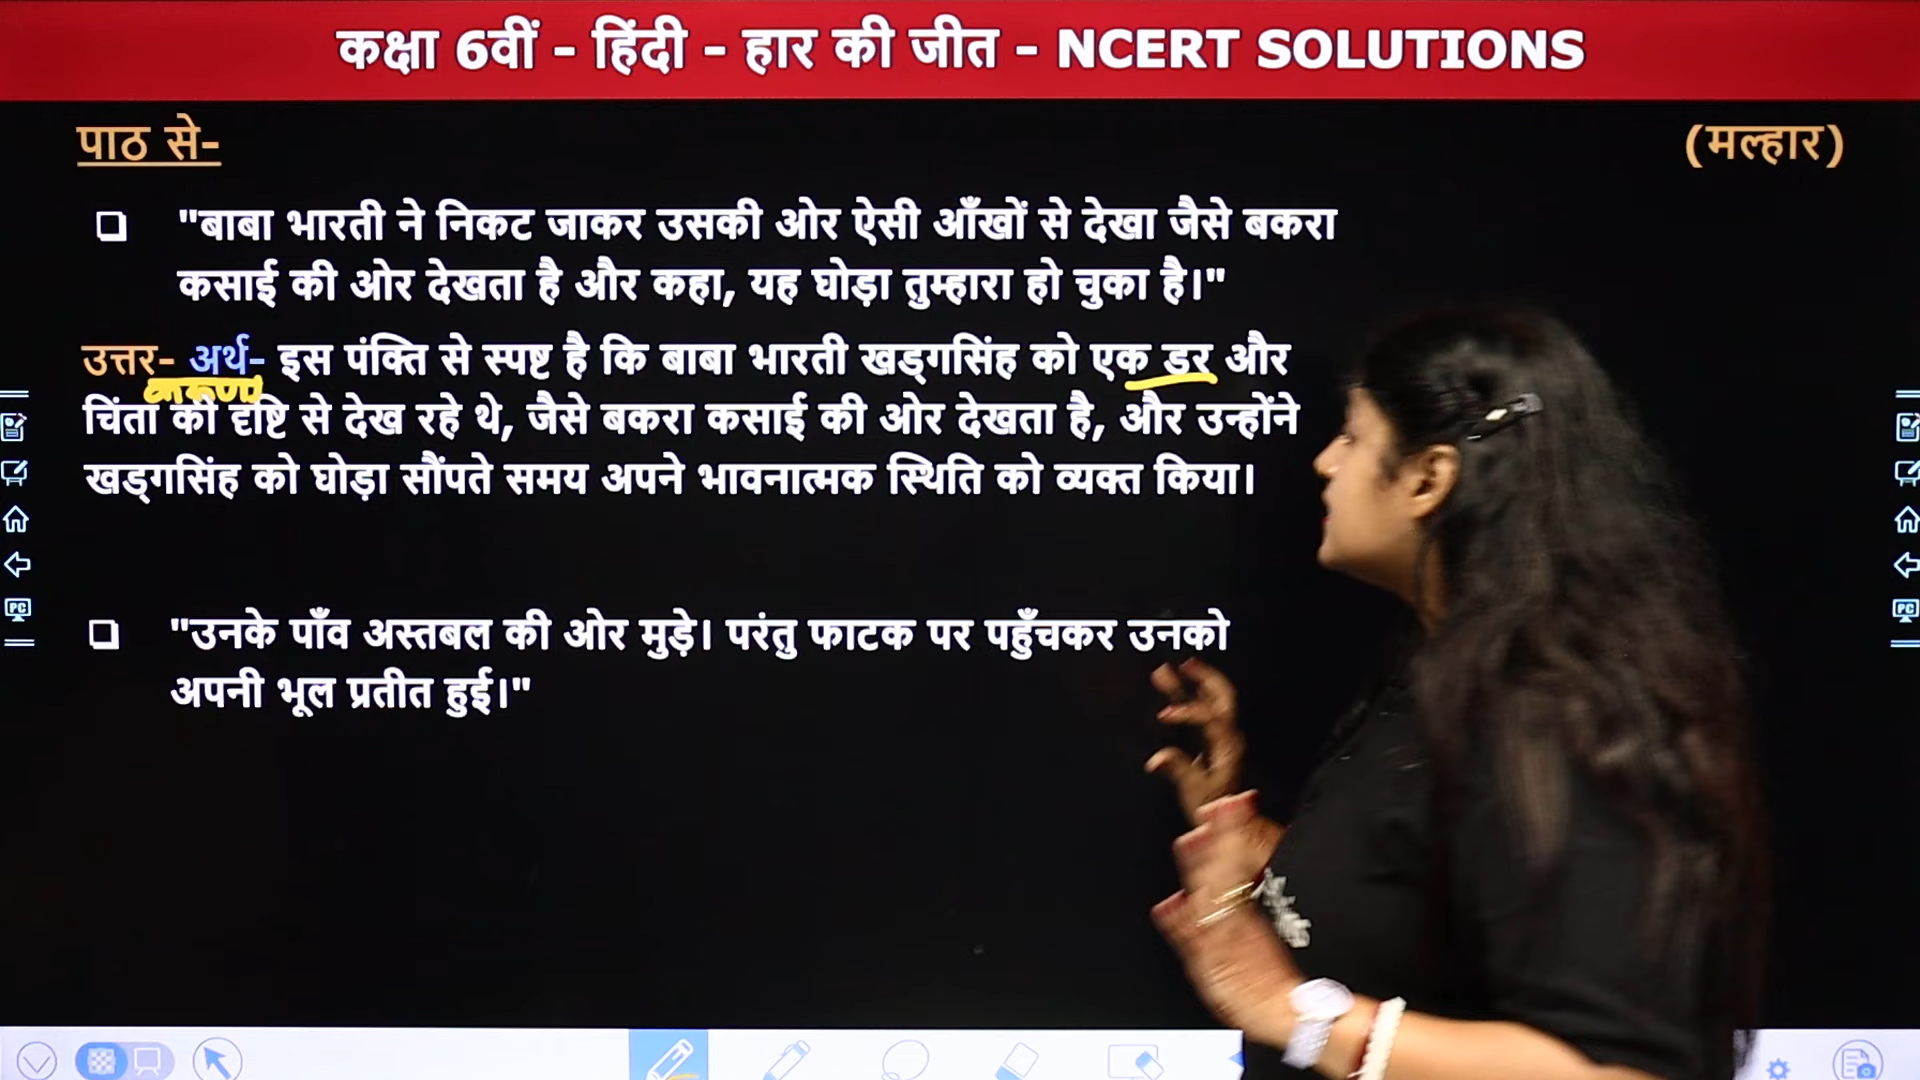 कक्षा 6वीं - हिंदी - हार की जीत - NCERT SOLUTIONS
पाठ से-
(मल्हार)
"बाबा भारती ने निकट जाकर उसकी ओर ऐसी आँखों से देखा जैसे बकरा
कसाई की ओर देखता है और कहा, यह घोड़ा तुम्हारा हो चुका है।"
उत्तर- अर्थ- इस पंक्ति से स्पष्ट है कि बाबा भारती खड्गसिंह को एक डर और
चिंता की दृष्टि से देख रहे थे, जैसे बकरा कसाई की ओर देखता है, और उन्होंने
खड्गसिंह को घोड़ा सौंपते समय अपने भावनात्मक स्थिति को व्यक्त किया।
"उनके पाँव अस्तबल की ओर मुड़े। परंतु फाटक पर पहुँचकर उनको
अपनी भूल प्रतीत हुई।"
PC
PC